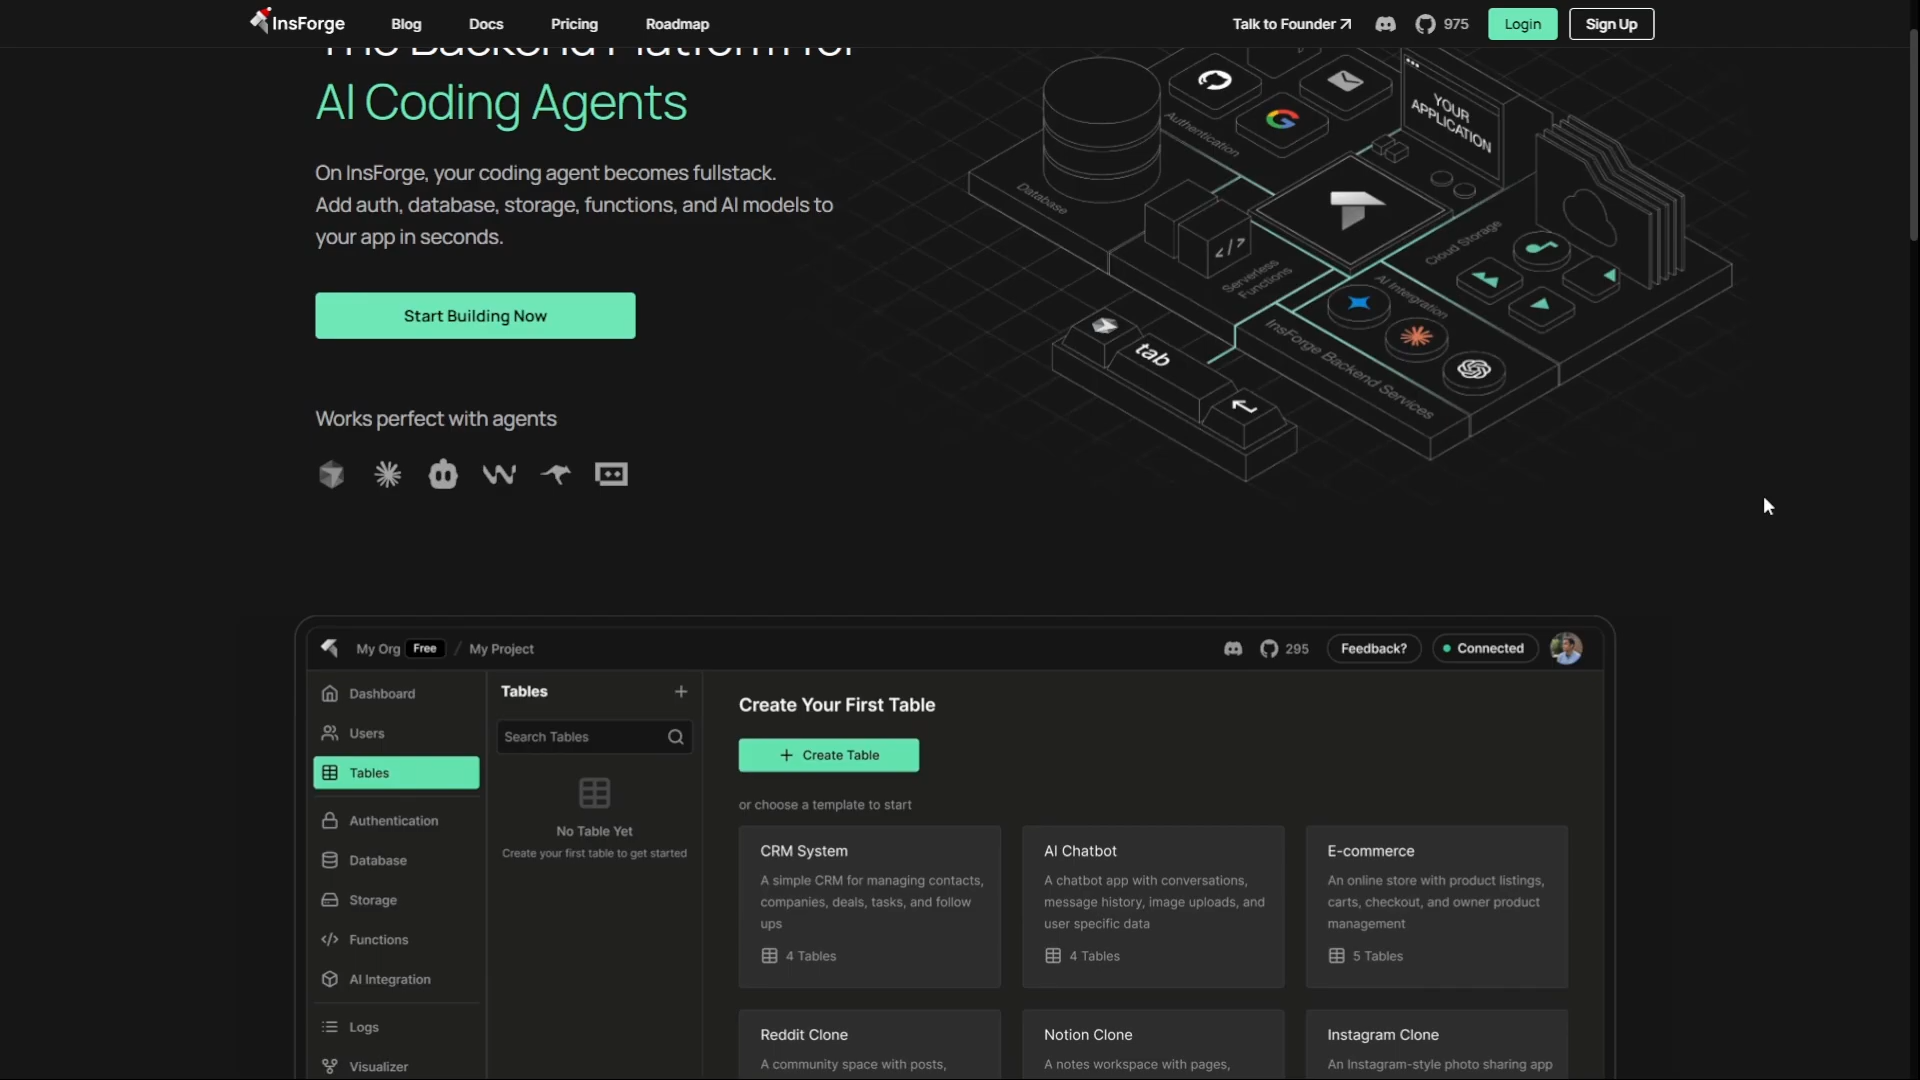 InsForge
Blog
Docs
Pricing
Roadmap
Talk to Founder
975
Login
Sign Up
The Backend Platform for
AI Coding Agents
On InsForge, your coding agent becomes fullstack.
Add auth, database, storage, functions, and AI models to
your app in seconds.
Start Building Now
Works perfect with agents
YOUR
APPLICATION
Authentication
Database
Serverless
Functions
Cloud Storage
AI Intergration
InsForge Backend Services
tab
My Org
Free
/
My Project
295
Feedback?
Connected
Dashboard
Users
Tables
Authentication
Database
Storage
Functions
AI Integration
Logs
Visualizer
Tables
Search Tables
No Table Yet
Create your first table to get started
Create Your First Table
+ Create Table
or choose a template to start
CRM System
A simple CRM for managing contacts,
companies, deals, tasks, and follow
ups
4 Tables
AI Chatbot
A chatbot app with conversations,
message history, image uploads, and
user specific data
4 Tables
E-commerce
An online store with product listings,
carts, checkout, and owner product
management
5 Tables
Reddit Clone
A community space with posts,
Notion Clone
A notes workspace with pages,
Instagram Clone
An Instagram-style photo sharing app